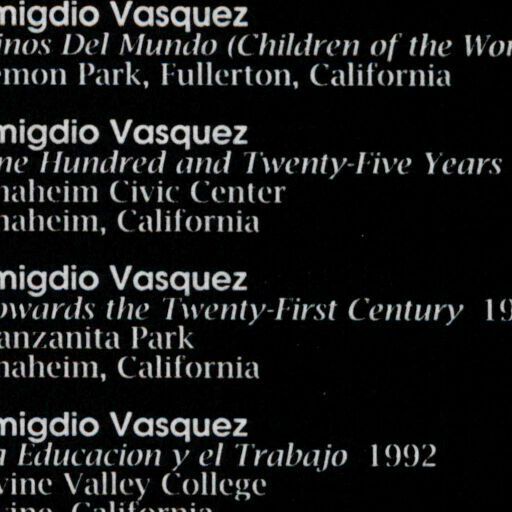 migdio Vasquez
inos Del Mundo (Children of the Wor
emon Park, Fullerton, California
migdio Vasquez
ne Hundred and Twenty-Five Years
naheim Civic Center
naheim, California
migdio Vasquez
owards the Twenty-First Century 19
anzanita Park
naheim, California
migdio Vasquez
a Educacion y el Trabajo 1992
vine Valley College
vine, California